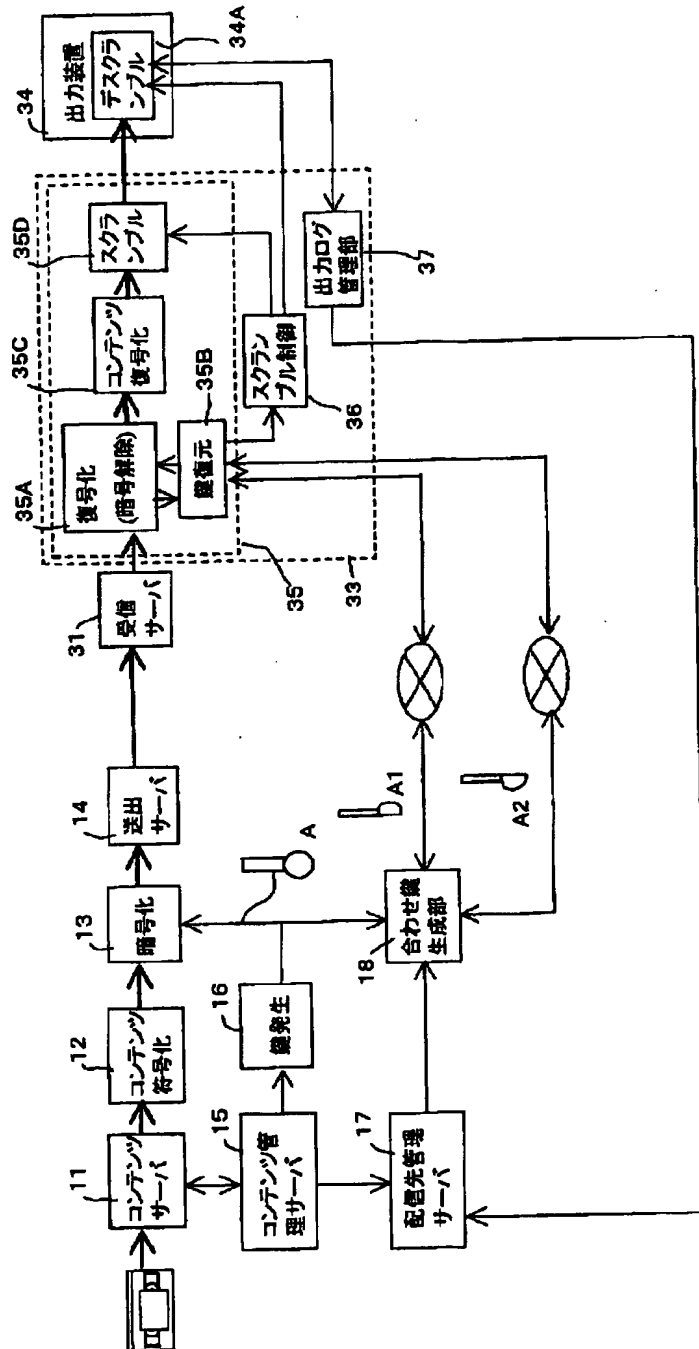 34
出力装置
デスクラ
ンブル
34A
35D
スクラ
ンブル
35C
コンテンツ
復号化
35A
復号化
(暗号解除)
鍵復元
35B
スクラン
ブル制御
36
出力ログ
管理部
37
35
33
31
受信
サーバ
14
送出
サーバ
13
暗号化
12
コンテンツ
符号化
11
コンテンツ
サーバ
A
A1
A2
16
鍵発生
15
コンテンツ管
理サーバ
17
配信先管理
サーバ
18
合わせ鍵
生成部